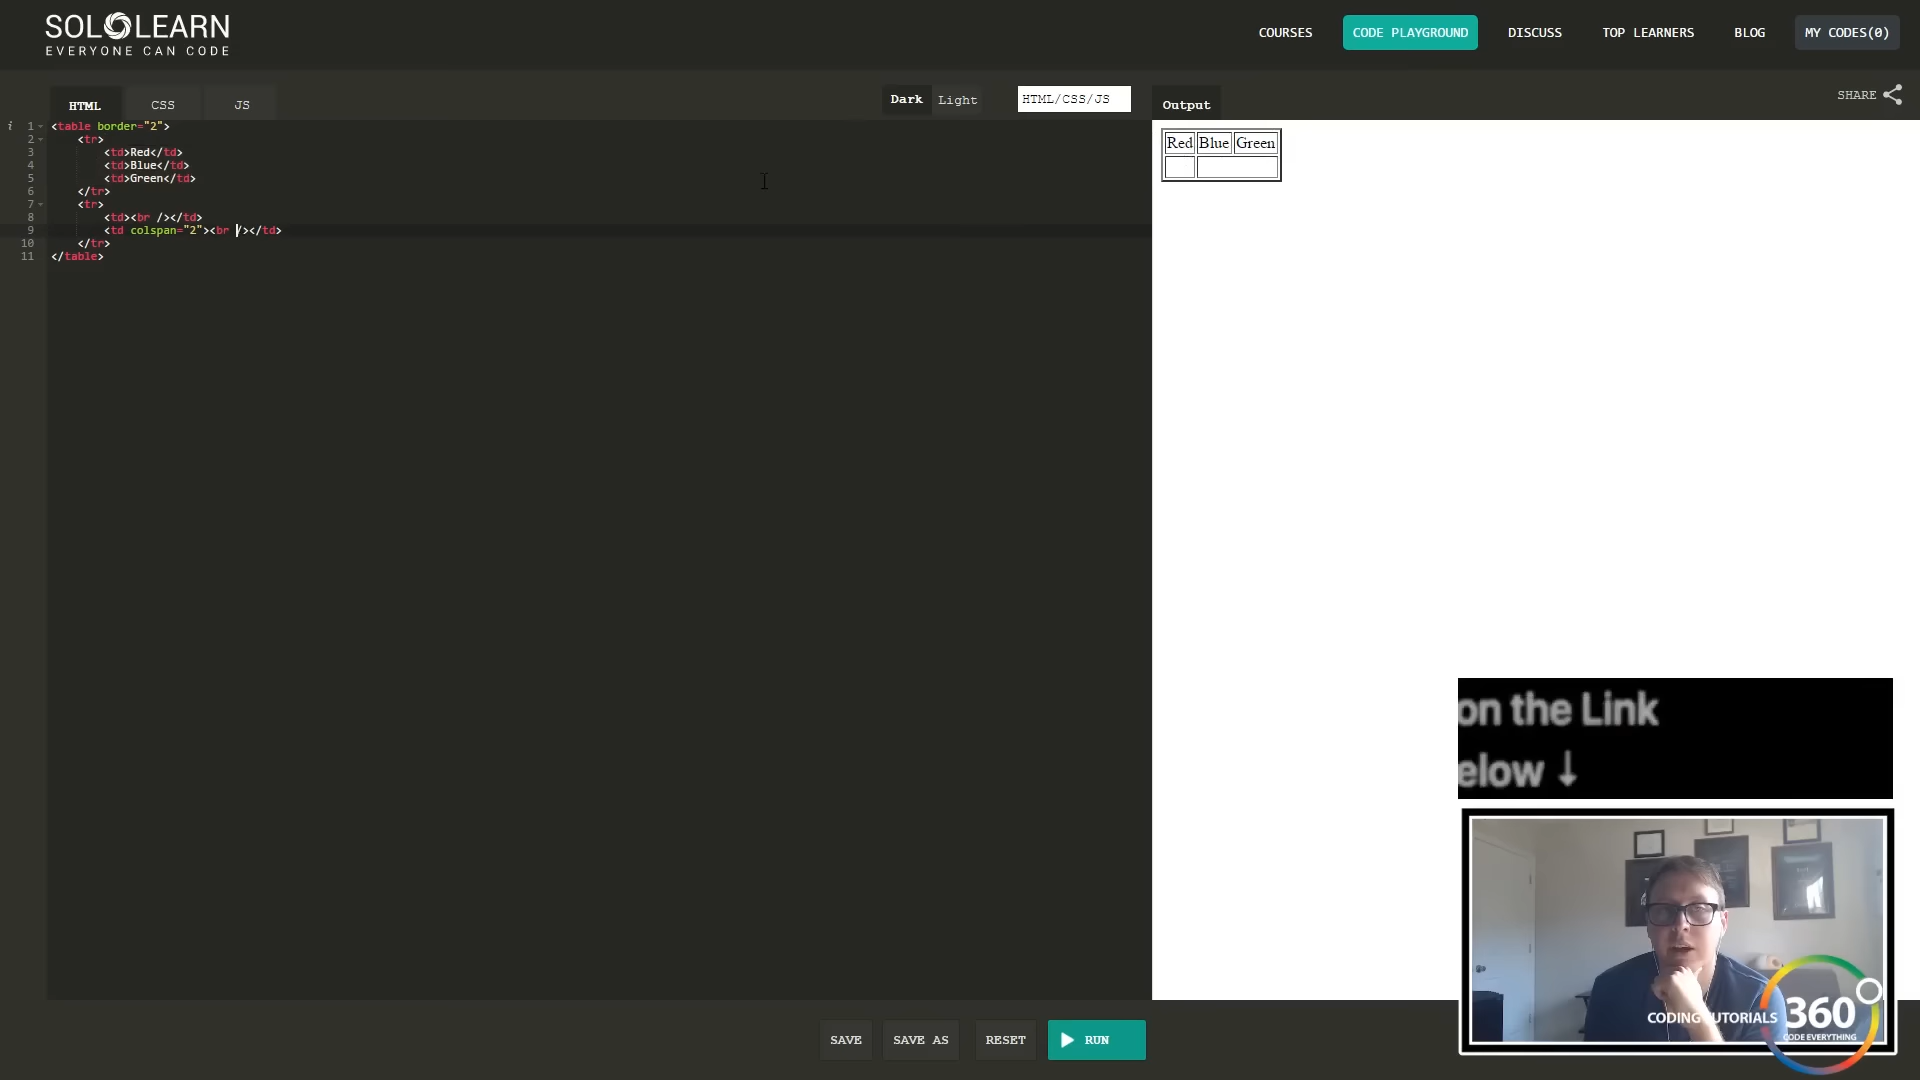 SOLOLEARN
EVERYONE CAN CODE
COURSES
CODE PLAYGROUND
DISCUSS
TOP LEARNERS
BLOG
MY CODES(0)
HTML
CSS
JS
Dark
Light
HTML/CSS/JS
Output
SHARE
i
1 <table border="2">
2 <tr>
3 <td>Red</td>
4 <td>Blue</td>
5 <td>Green</td>
6 </tr>
7 <tr>
8 <td><br /></td>
9 <td colspan="2"><br /></td>
10 </tr>
11 </table>
Red Blue Green
on the Link
elow ↓
CODING TUTORIALS 360
CODE EVERYTHING
SAVE
SAVE AS
RESET
RUN